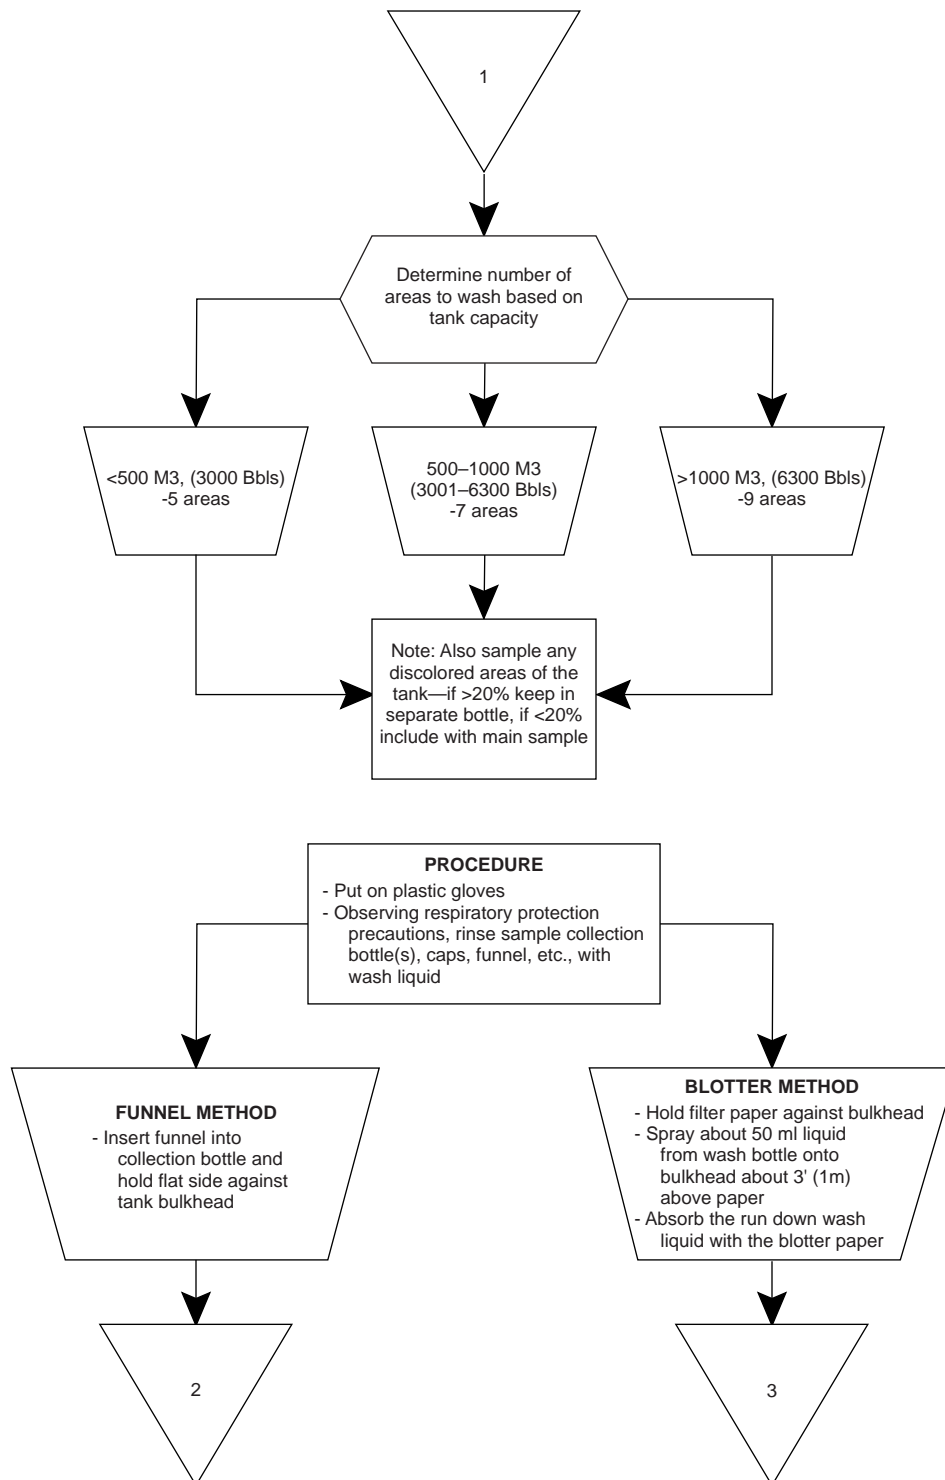 1
Determine number of
areas to wash based on
tank capacity
<500 M3, (3000 Bbls)
-5 areas
500–1000 M3
(3001–6300 Bbls)
-7 areas
>1000 M3, (6300 Bbls)
-9 areas
Note: Also sample any
discolored areas of the
tank—if >20% keep in
separate bottle, if <20%
include with main sample
PROCEDURE
- Put on plastic gloves
- Observing respiratory protection
precautions, rinse sample collection
bottle(s), caps, funnel, etc., with
wash liquid
FUNNEL METHOD
- Insert funnel into
collection bottle and
hold flat side against
tank bulkhead
BLOTTER METHOD
- Hold filter paper against bulkhead
- Spray about 50 ml liquid
from wash bottle onto
bulkhead about 3' (1m)
above paper
- Absorb the run down wash
liquid with the blotter paper
2
3